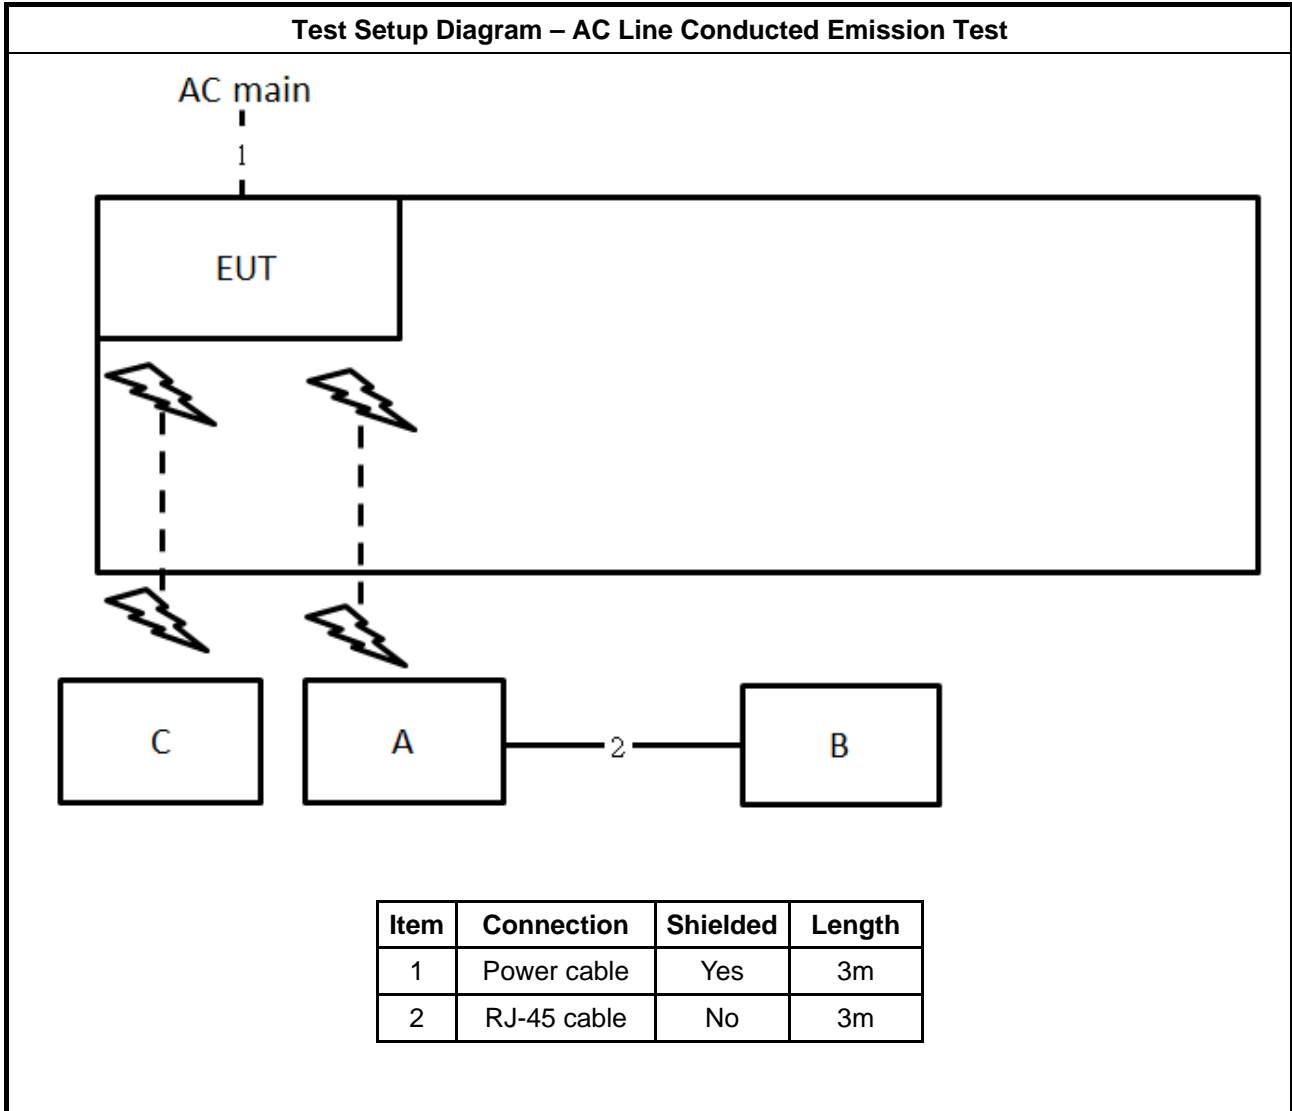 Test Setup Diagram – AC Line Conducted Emission Test
AC main
1
EUT
C
A
2
B
Item Connection Shielded Length
1 Power cable Yes 3m
2 RJ-45 cable No 3m